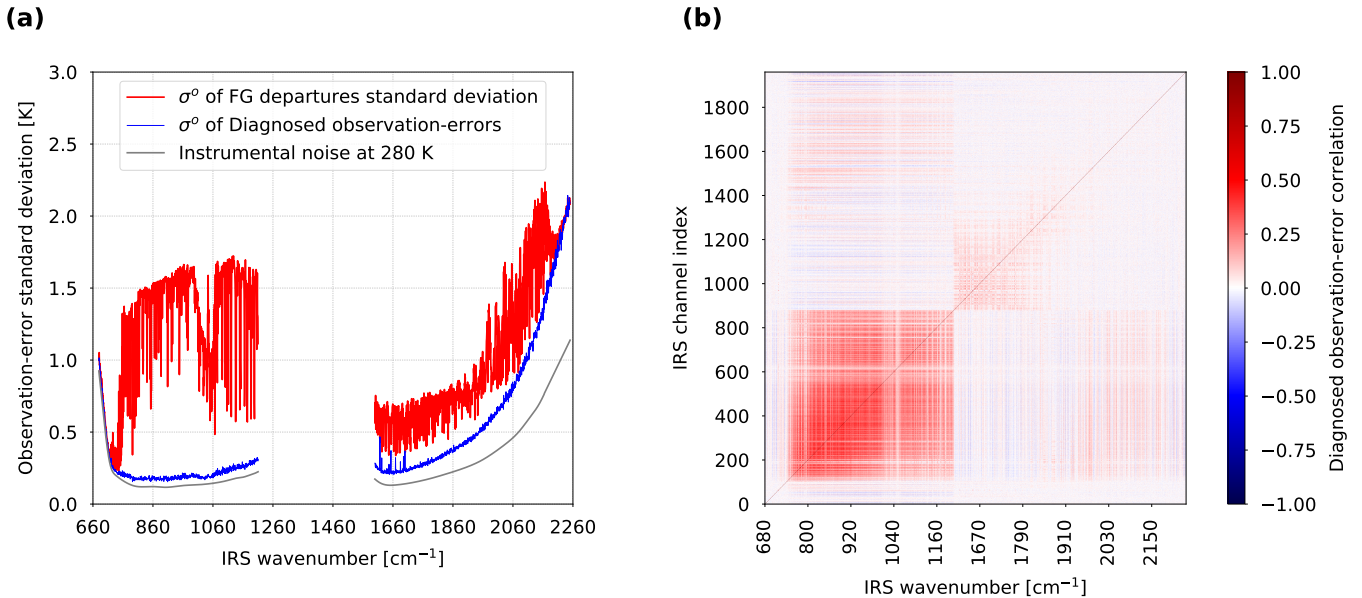 (a)
3.0
2.5
2.0
1.5
1.0
0.5
0.0
Observation-error standard deviation [K]
σᵒ of FG departures standard deviation
σᵒ of Diagnosed observation-errors
Instrumental noise at 280 K
660 860 1060 1260 1460 1660 1860 2060 2260
IRS wavenumber [cm⁻¹]
(b)
1800
1600
1400
1200
1000
800
600
400
200
0
IRS channel index
680 800 920 1040 1160 1670 1790 1910 2030 2150
IRS wavenumber [cm⁻¹]
1.00
0.75
0.50
0.25
0.00
−0.25
−0.50
−0.75
−1.00
Diagnosed observation-error correlation